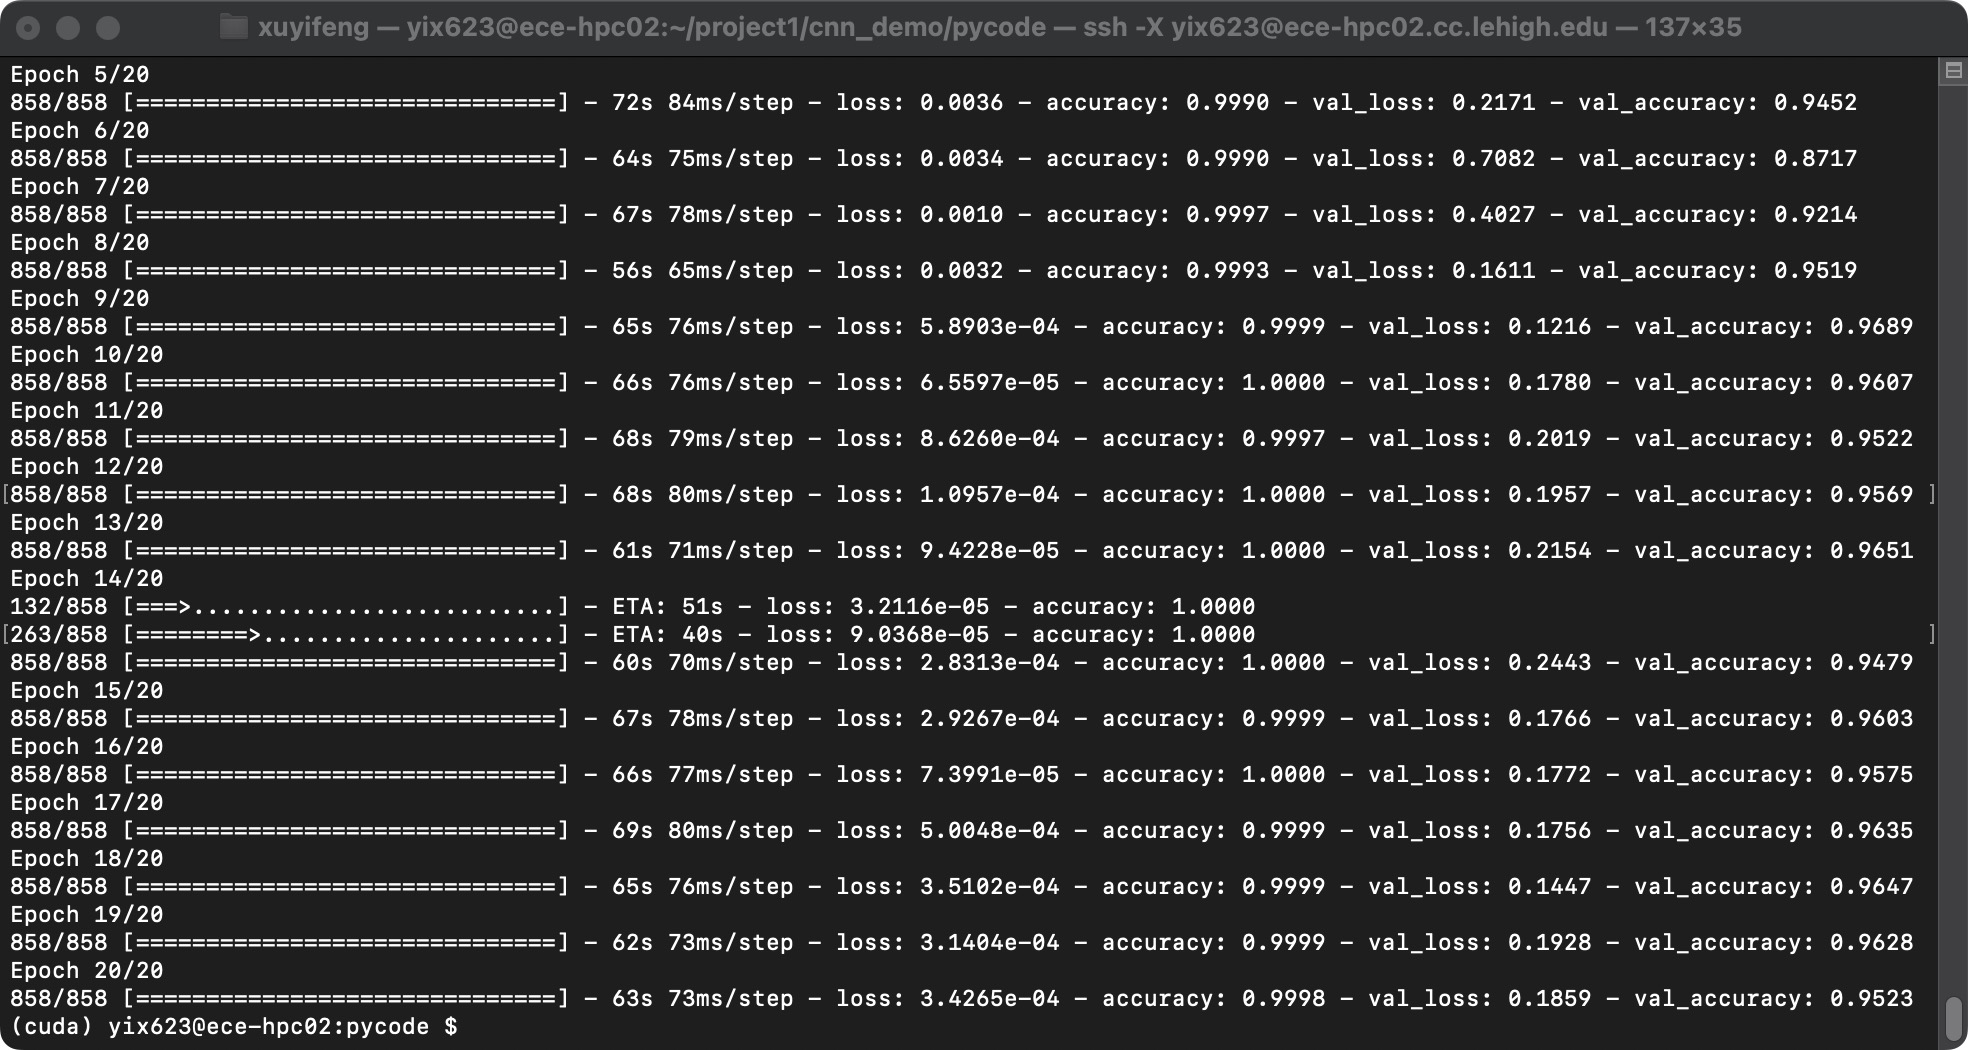 xuyifeng — yix623@ece-hpc02:~/project1/cnn_demo/pycode — ssh -X yix623@ece-hpc02.cc.lehigh.edu — 137×35
Epoch 5/20
858/858 [==============================] - 72s 84ms/step - loss: 0.0036 - accuracy: 0.9990 - val_loss: 0.2171 - val_accuracy: 0.9452
Epoch 6/20
858/858 [==============================] - 64s 75ms/step - loss: 0.0034 - accuracy: 0.9990 - val_loss: 0.7082 - val_accuracy: 0.8717
Epoch 7/20
858/858 [==============================] - 67s 78ms/step - loss: 0.0010 - accuracy: 0.9997 - val_loss: 0.4027 - val_accuracy: 0.9214
Epoch 8/20
858/858 [==============================] - 56s 65ms/step - loss: 0.0032 - accuracy: 0.9993 - val_loss: 0.1611 - val_accuracy: 0.9519
Epoch 9/20
858/858 [==============================] - 65s 76ms/step - loss: 5.8903e-04 - accuracy: 0.9999 - val_loss: 0.1216 - val_accuracy: 0.9689
Epoch 10/20
858/858 [==============================] - 66s 76ms/step - loss: 6.5597e-05 - accuracy: 1.0000 - val_loss: 0.1780 - val_accuracy: 0.9607
Epoch 11/20
858/858 [==============================] - 68s 79ms/step - loss: 8.6260e-04 - accuracy: 0.9997 - val_loss: 0.2019 - val_accuracy: 0.9522
Epoch 12/20
[858/858 [==============================] - 68s 80ms/step - loss: 1.0957e-04 - accuracy: 1.0000 - val_loss: 0.1957 - val_accuracy: 0.9569 ]
Epoch 13/20
858/858 [==============================] - 61s 71ms/step - loss: 9.4228e-05 - accuracy: 1.0000 - val_loss: 0.2154 - val_accuracy: 0.9651
Epoch 14/20
132/858 [===>..........................] - ETA: 51s - loss: 3.2116e-05 - accuracy: 1.0000
[263/858 [========>.....................] - ETA: 40s - loss: 9.0368e-05 - accuracy: 1.0000 ]
858/858 [==============================] - 60s 70ms/step - loss: 2.8313e-04 - accuracy: 1.0000 - val_loss: 0.2443 - val_accuracy: 0.9479
Epoch 15/20
858/858 [==============================] - 67s 78ms/step - loss: 2.9267e-04 - accuracy: 0.9999 - val_loss: 0.1766 - val_accuracy: 0.9603
Epoch 16/20
858/858 [==============================] - 66s 77ms/step - loss: 7.3991e-05 - accuracy: 1.0000 - val_loss: 0.1772 - val_accuracy: 0.9575
Epoch 17/20
858/858 [==============================] - 69s 80ms/step - loss: 5.0048e-04 - accuracy: 0.9999 - val_loss: 0.1756 - val_accuracy: 0.9635
Epoch 18/20
858/858 [==============================] - 65s 76ms/step - loss: 3.5102e-04 - accuracy: 0.9999 - val_loss: 0.1447 - val_accuracy: 0.9647
Epoch 19/20
858/858 [==============================] - 62s 73ms/step - loss: 3.1404e-04 - accuracy: 0.9999 - val_loss: 0.1928 - val_accuracy: 0.9628
Epoch 20/20
858/858 [==============================] - 63s 73ms/step - loss: 3.4265e-04 - accuracy: 0.9998 - val_loss: 0.1859 - val_accuracy: 0.9523
(cuda) yix623@ece-hpc02:pycode $